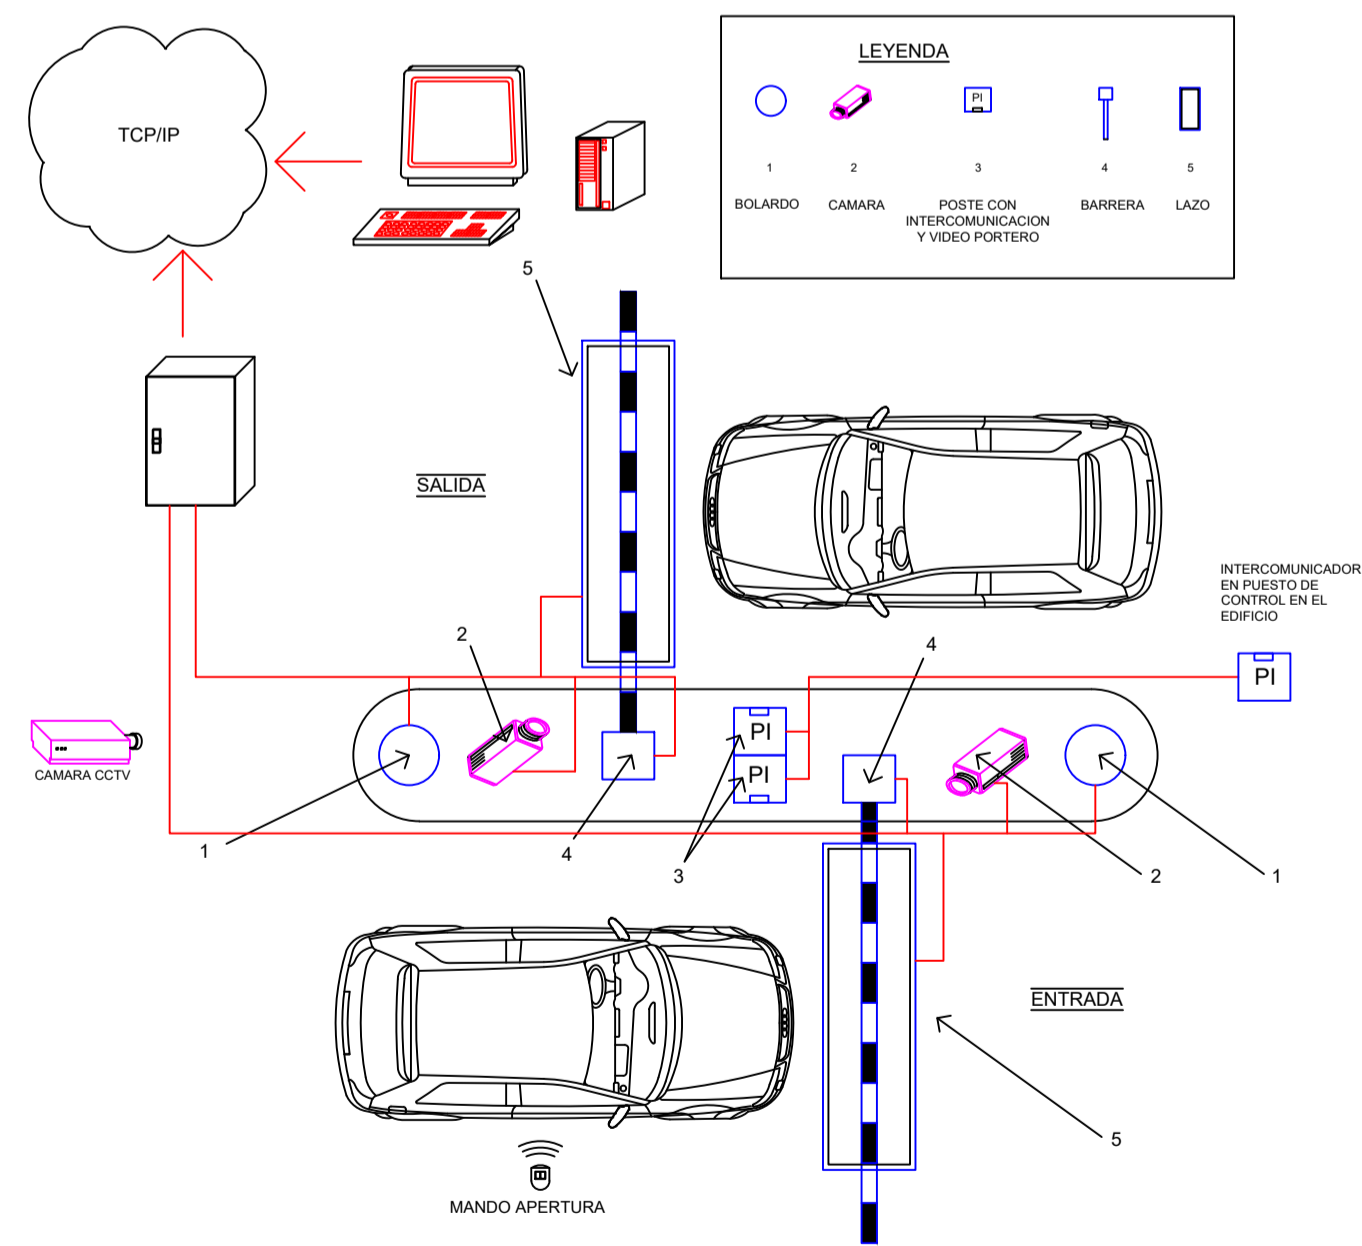 LEYENDA
TCP/IP
PI
1
2
3
4
5
BOLARDO
CAMARA
POSTE CON
INTERCOMUNICACION
Y VIDEO PORTERO
BARRERA
LAZO
5
SALIDA
INTERCOMUNICADOR
EN PUESTO DE
CONTROL EN EL
EDIFICIO
2
4
PI
PI
PI
CAMARA CCTV
1
4
3
2
1
ENTRADA
5
MANDO APERTURA